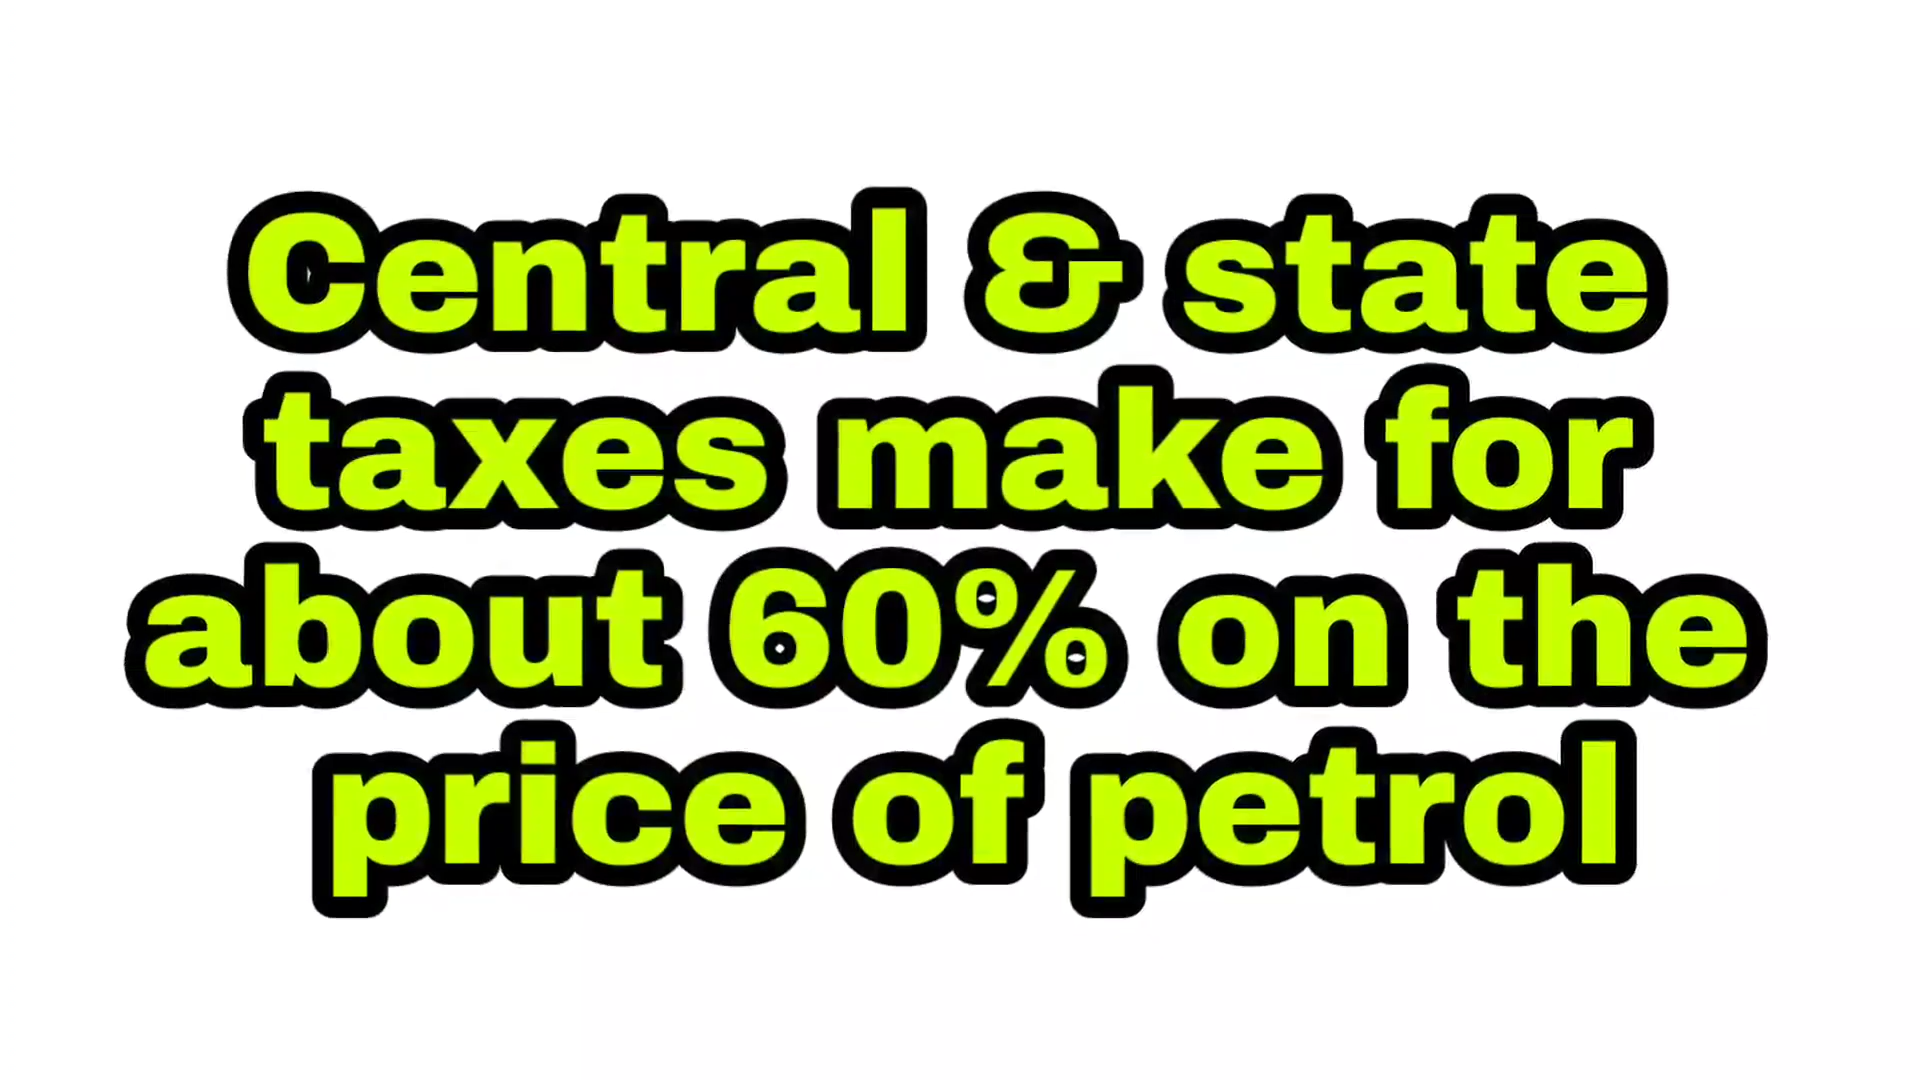 Central & state
taxes make for
about 60% on the
price of petrol